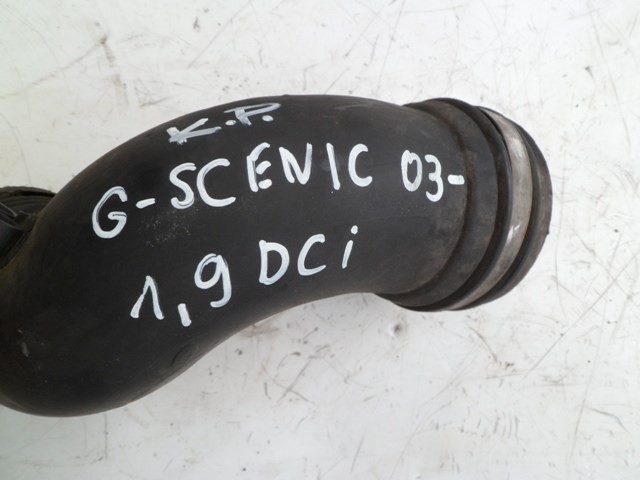 K.P.
G-SCENIC 03-
1,9 DCi